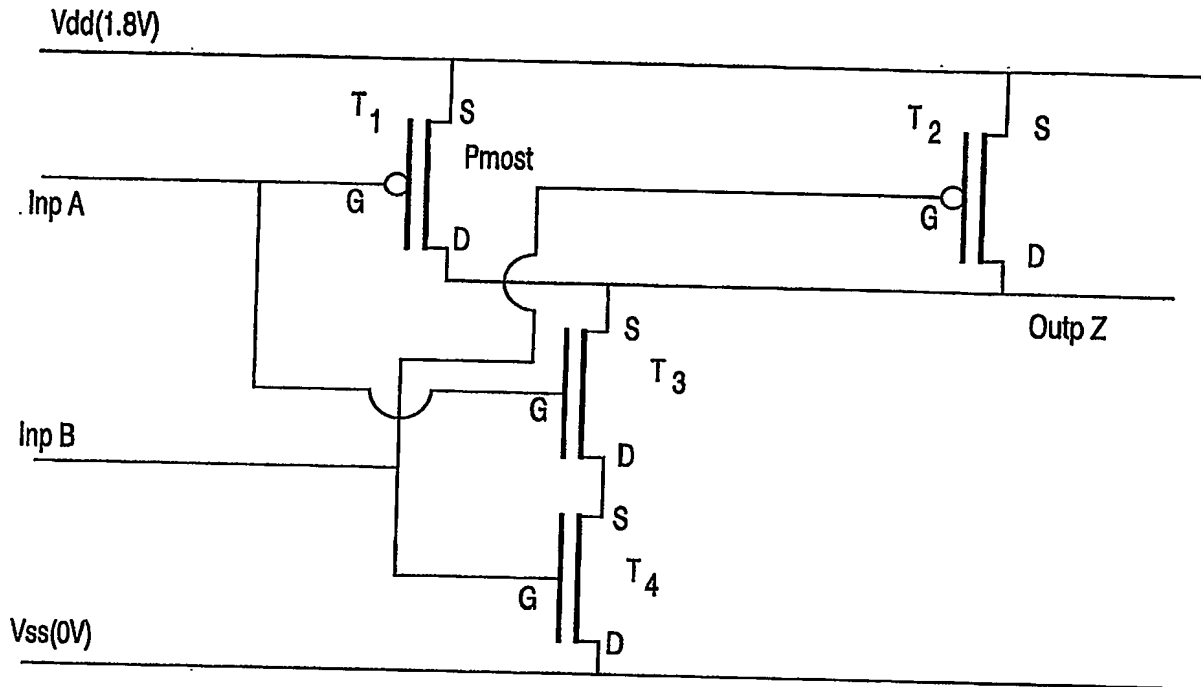 Vdd(1.8V)
T1
S
Pmost
G
D
T2
S
G
D
Inp A
Outp Z
S
T3
G
D
Inp B
S
T4
G
D
Vss(0V)